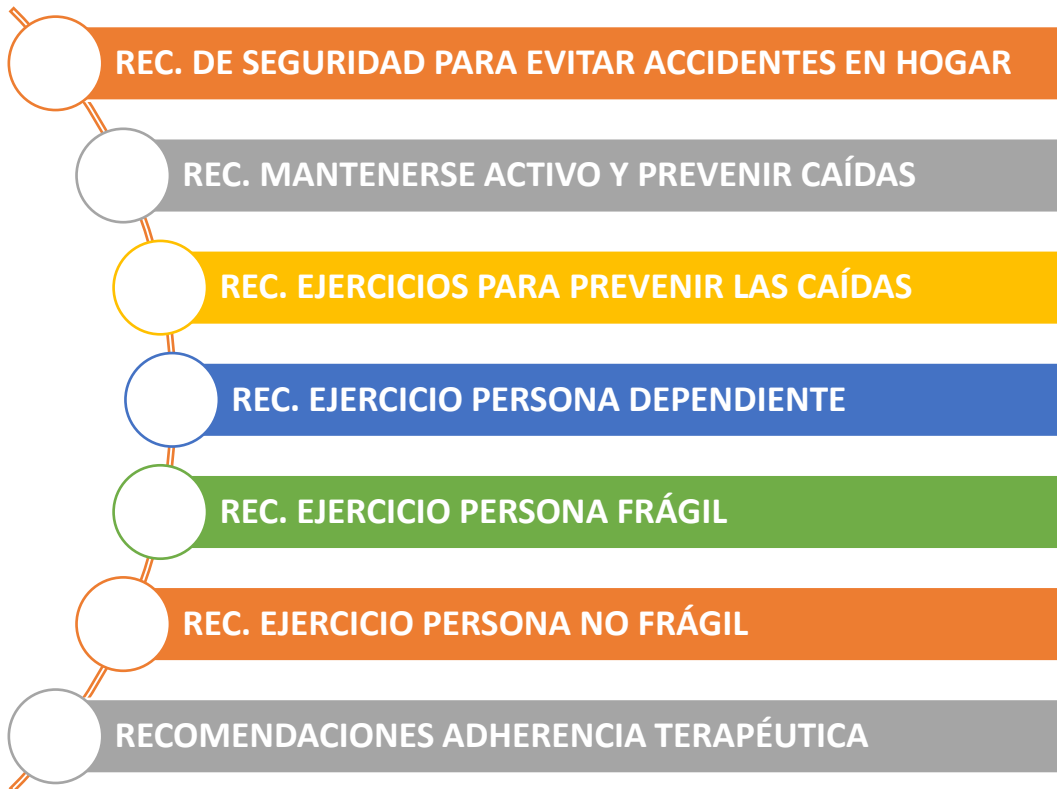 REC. DE SEGURIDAD PARA EVITAR ACCIDENTES EN HOGAR
REC. MANTENERSE ACTIVO Y PREVENIR CAÍDAS
REC. EJERCICIOS PARA PREVENIR LAS CAÍDAS
REC. EJERCICIO PERSONA DEPENDIENTE
REC. EJERCICIO PERSONA FRÁGIL
REC. EJERCICIO PERSONA NO FRÁGIL
RECOMENDACIONES ADHERENCIA TERAPÉUTICA